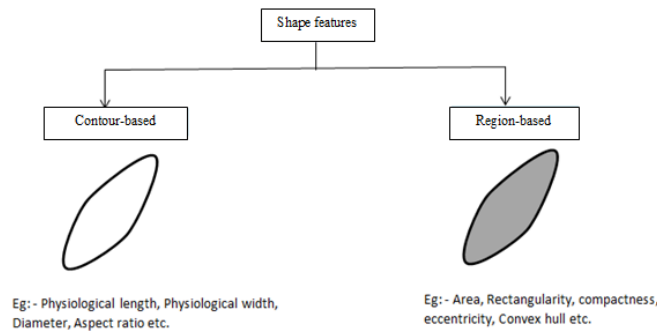 Shape features
Contour-based
Region-based
Eg:- Physiological length, Physiological width,
Diameter, Aspect ratio etc.
Eg:- Area, Rectangularity, compactness,
eccentricity, Convex hull etc.